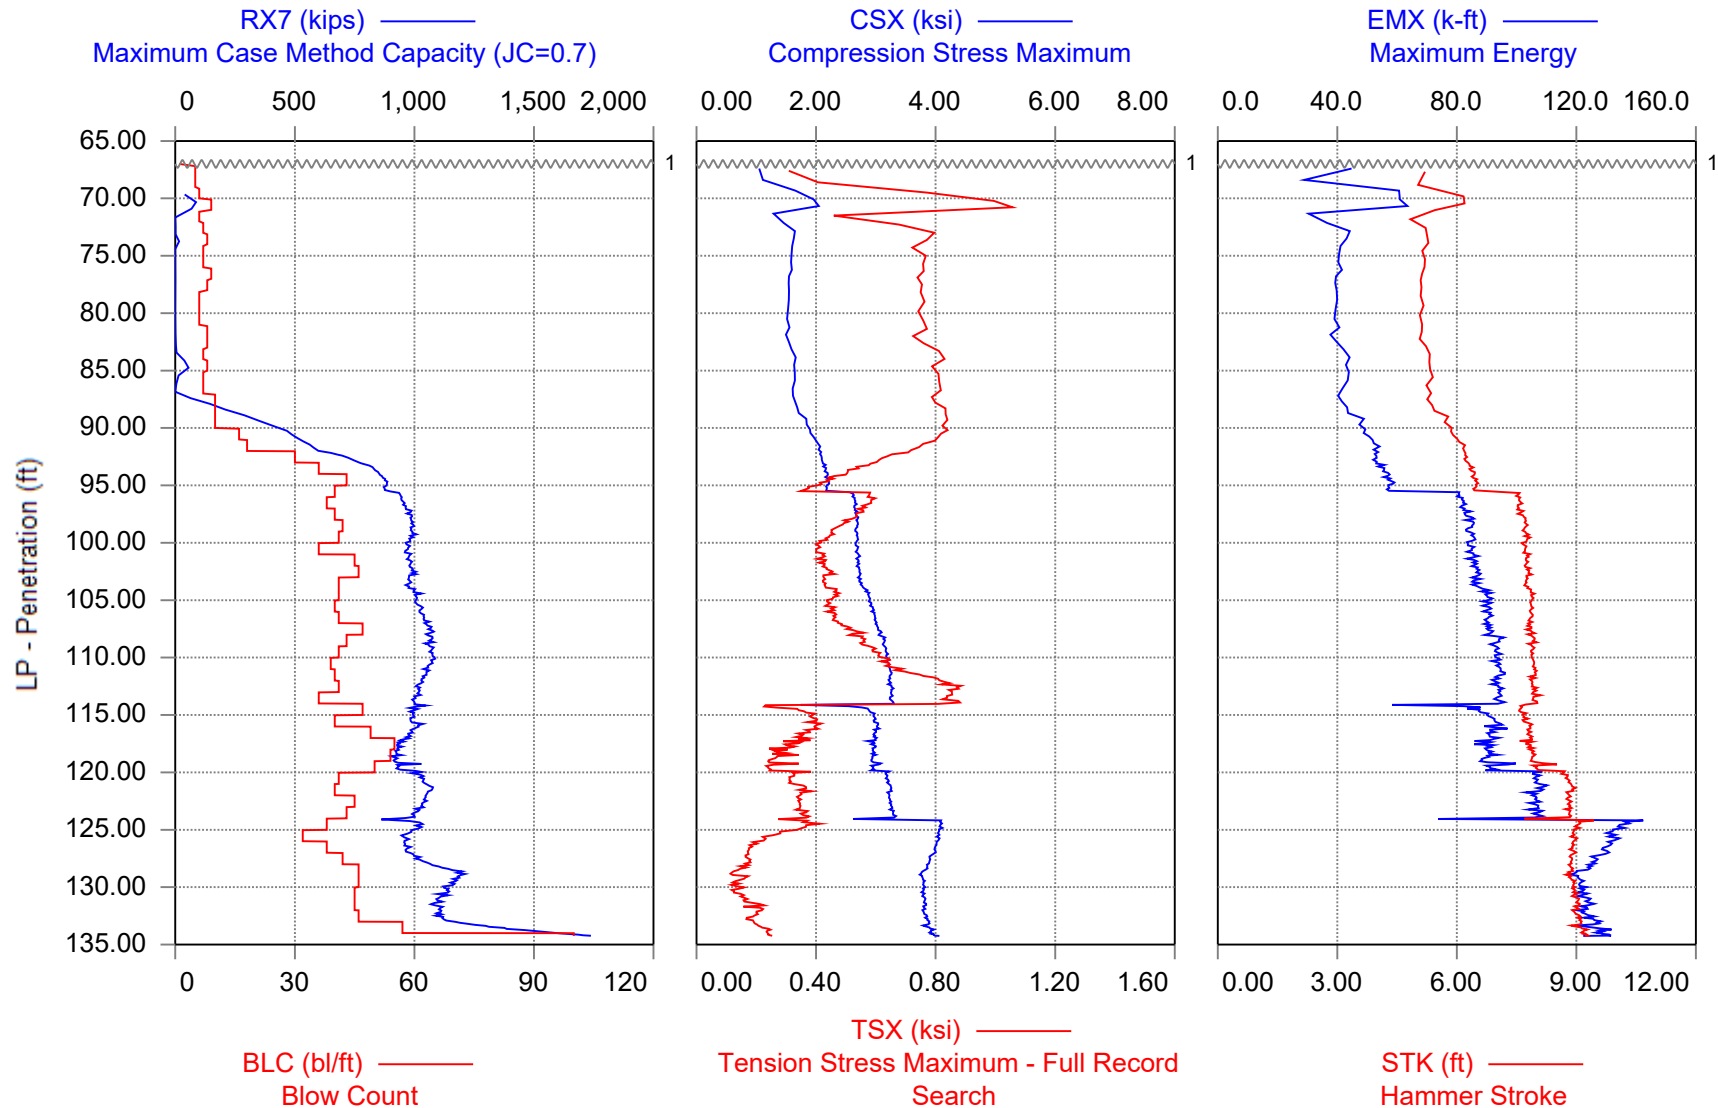 RX7 (kips)
Maximum Case Method Capacity (JC=0.7)
CSX (ksi)
Compression Stress Maximum
EMX (k-ft)
Maximum Energy
0 500 1,000 1,500 2,000
0.00 2.00 4.00 6.00 8.00
0.0 40.0 80.0 120.0 160.0
65.00
1 1 1
70.00
75.00
80.00
85.00
90.00
95.00
100.00
105.00
110.00
115.00
120.00
125.00
130.00
135.00
LP - Penetration (ft)
0 30 60 90 120
0.00 0.40 0.80 1.20 1.60
0.00 3.00 6.00 9.00 12.00
BLC (bl/ft)
Blow Count
TSX (ksi)
Tension Stress Maximum - Full Record
Search
STK (ft)
Hammer Stroke